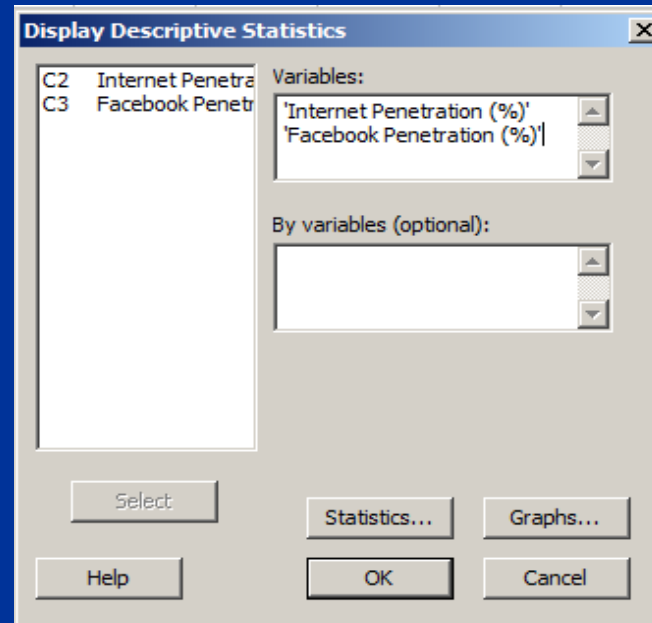 Display Descriptive Statistics
C2 Internet Penetra
C3 Facebook Penetr
Variables:
'Internet Penetration (%)'
'Facebook Penetration (%)'
By variables (optional):
Select
Statistics...
Graphs...
Help
OK
Cancel